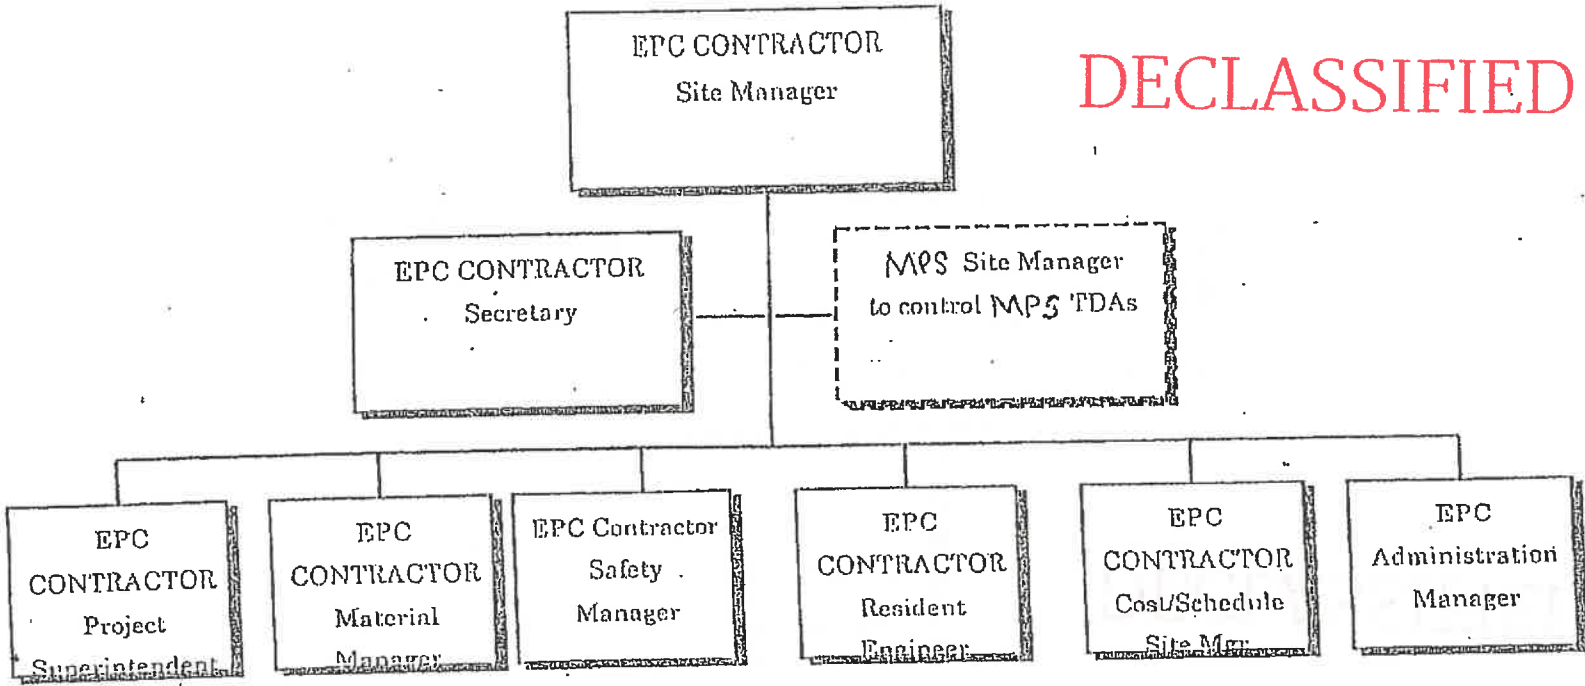 EPC CONTRACTOR
Site Manager
DECLASSIFIED
EPC CONTRACTOR
Secretary
MPS Site Manager
to control MPS TDAs
EPC
CONTRACTOR
Project
Superintendent
EPC
CONTRACTOR
Material
Manager
EPC Contractor
Safety
Manager
EPC
CONTRACTOR
Resident
Engineer
EPC
CONTRACTOR
Cost/Schedule
Site Mgr.
EPC
Administration
Manager